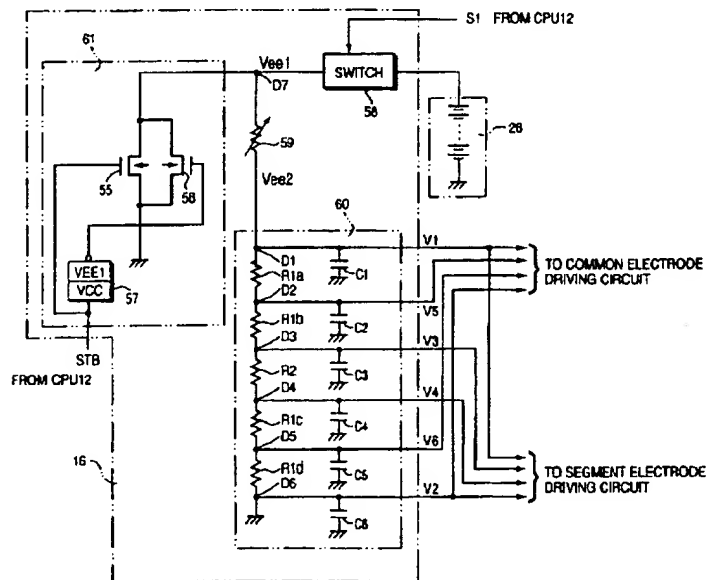 S1 FROM CPU12
61
Vee1
SWITCH
D7
58
26
59
55
58
Vee2
60
V1
D1
R1a
C1
TO COMMON ELECTRODE
DRIVING CIRCUIT
VEE1
VCC
57
D2
V5
R1b
C2
D3
V3
STB
FROM CPU12
R2
C3
D4
V4
R1c
C4
D5
V6
16
R1d
C5
TO SEGMENT ELECTRODE
DRIVING CIRCUIT
D6
V2
C6